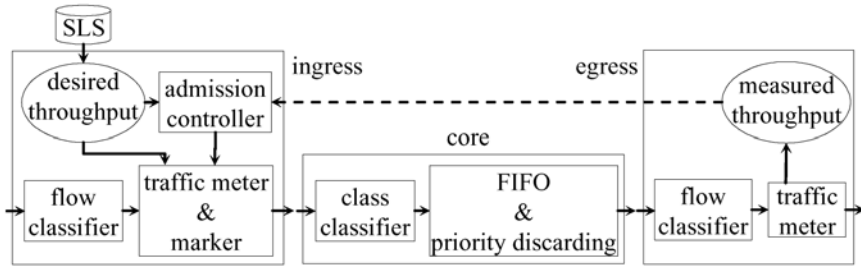 SLS
ingress
egress
desired
throughput
admission
controller
measured
throughput
core
flow
classifier
traffic meter
&
marker
class
classifier
FIFO
&
priority discarding
flow
classifier
traffic
meter